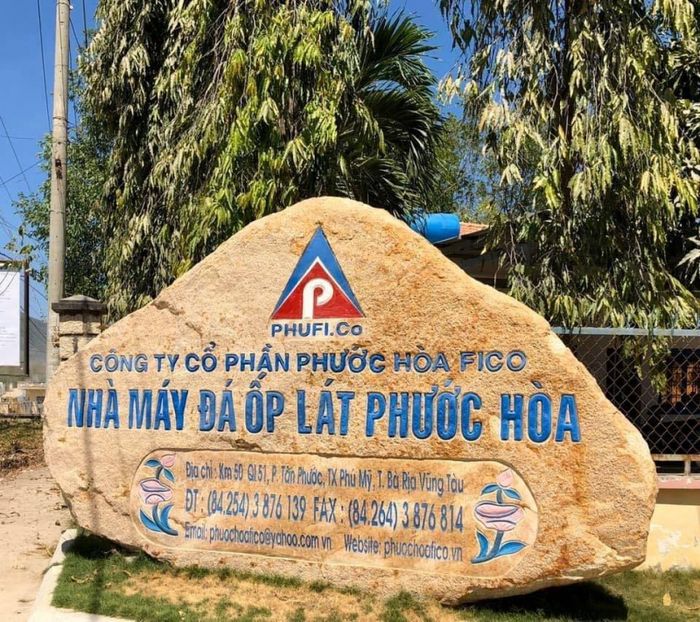 P
PHUFI.Co
CÔNG TY CỔ PHẦN PHƯỚC HÒA FICO
NHÀ MÁY ĐÁ ỐP LÁT PHƯỚC HÒA
Địa chỉ : Km 50 Ql 51, P. Tân Phước, TX Phú Mỹ, T. Bà Rịa Vũng Tàu
ĐT : (84.254) 3 876 139 FAX : (84.264) 3 876 814
Email: phuochoafico@yahoo.com.vn Website: phuochoafico.vn